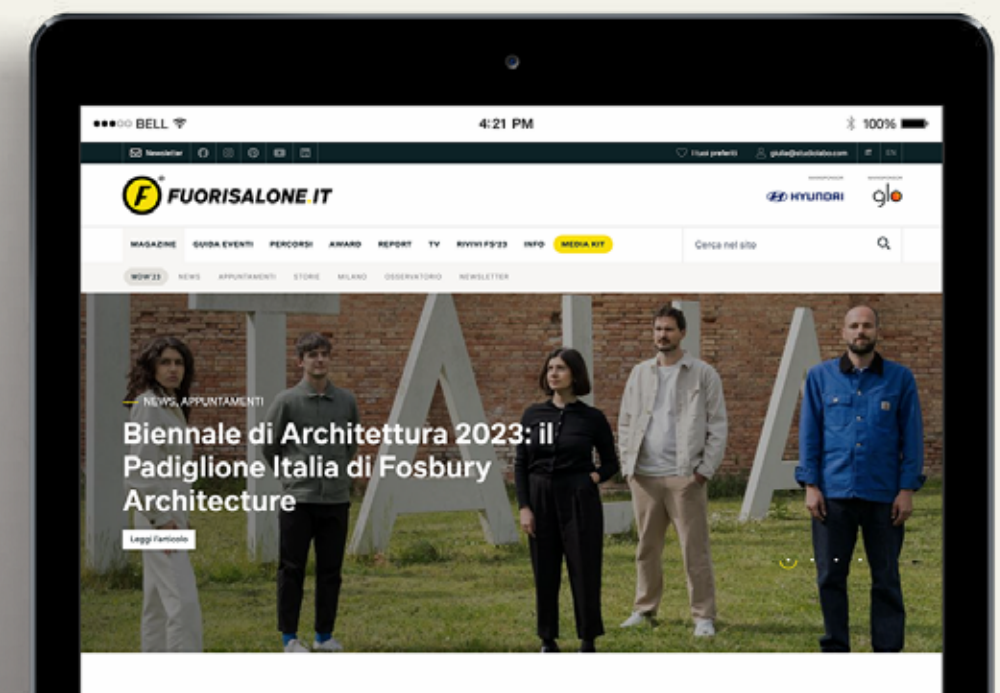 BELL
4:21 PM
100%
Newsletter
I tuoi preferiti
giulia@studiolabo.com
IT
EN
F
FUORISALONE.IT
HYUNDAI
glo
MAGAZINE
GUIDA EVENTI
PERCORSI
AWARD
REPORT
TV
RIVIVI FS'23
INFO
MEDIA KIT
Cerca nel sito
WOW'23
NEWS
APPUNTAMENTI
STORIE
MILANO
OSSERVATORIO
NEWSLETTER
ITALIA
NEWS, APPUNTAMENTI
Biennale di Architettura 2023: il
Padiglione Italia di Fosbury
Architecture
Leggi l'articolo